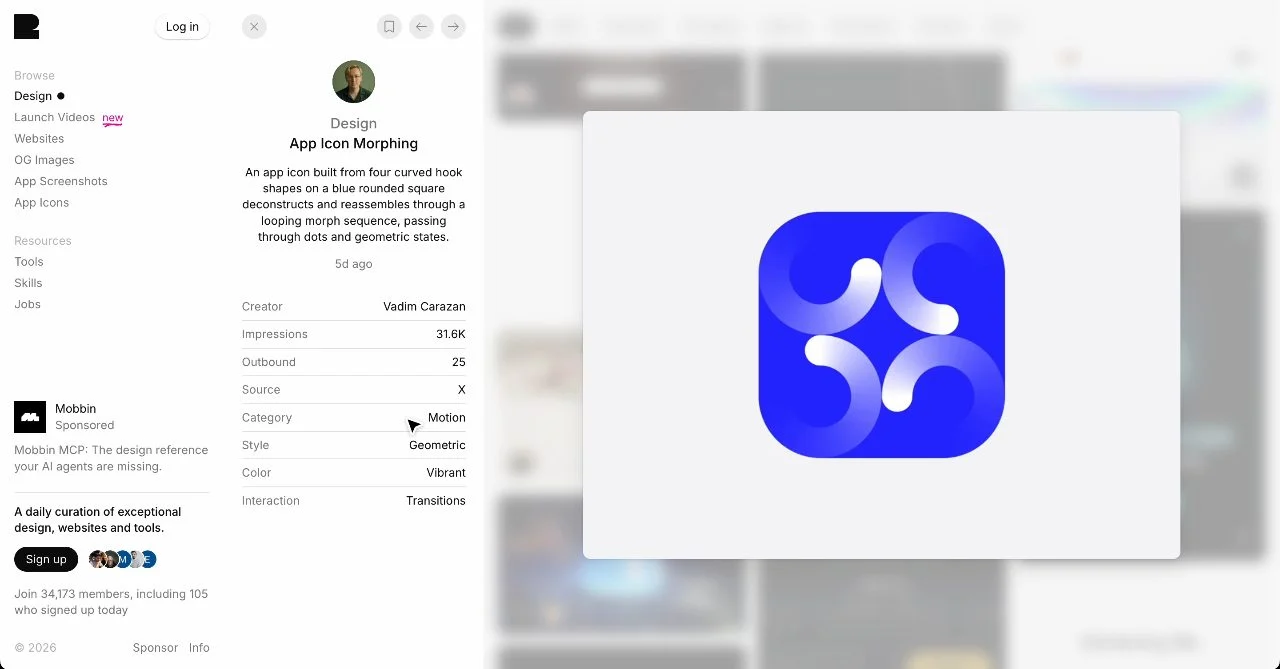 Log in
Browse
Design
Launch Videos new
Websites
OG Images
App Screenshots
App Icons
Resources
Tools
Skills
Jobs
Mobbin
Sponsored
Mobbin MCP: The design reference
your AI agents are missing.
A daily curation of exceptional
design, websites and tools.
Sign up
M
E
Join 34,173 members, including 105
who signed up today
© 2026
Sponsor Info
Design
App Icon Morphing
An app icon built from four curved hook
shapes on a blue rounded square
deconstructs and reassembles through a
looping morph sequence, passing
through dots and geometric states.
5d ago
Creator Vadim Carazan
Impressions 31.6K
Outbound 25
Source X
Category Motion
Style Geometric
Color Vibrant
Interaction Transitions